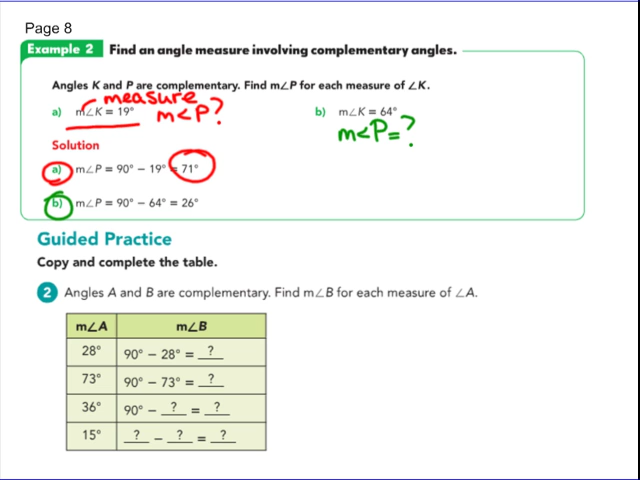 Page 8
Example 2 Find an angle measure involving complementary angles.
Angles K and P are complementary. Find m∠P for each measure of ∠K.
measure
a) m∠K = 19° m<P? b) m∠K = 64°
m<P=?
Solution
a) m∠P = 90° − 19° = 71°
b) m∠P = 90° − 64° = 26°
Guided Practice
Copy and complete the table.
2 Angles A and B are complementary. Find m∠B for each measure of ∠A.
m∠A m∠B
28° 90° − 28° = ?
73° 90° − 73° = ?
36° 90° − ? = ?
15° ? − ? = ?